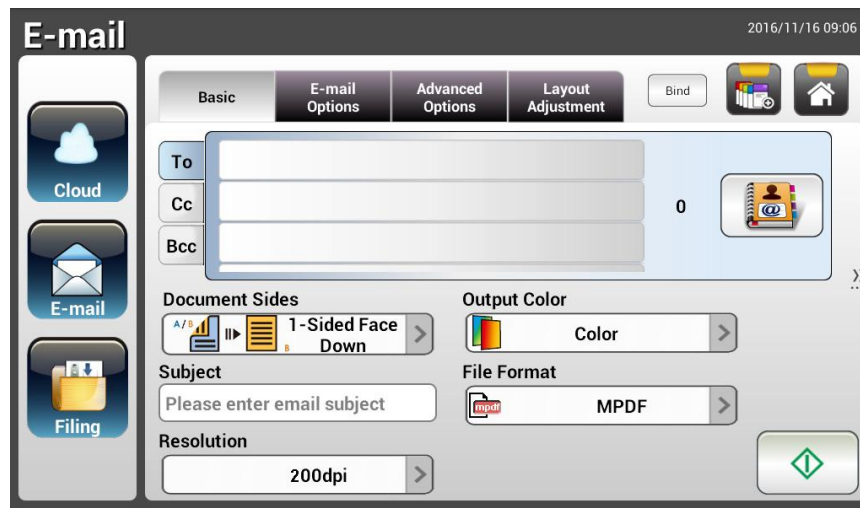 E-mail
2016/11/16 09:06
Basic
E-mail
Options
Advanced
Options
Layout
Adjustment
Bind
Cloud
E-mail
Filing
To
Cc
Bcc
0
@
Document Sides
A/B
B
1-Sided Face
Down
Output Color
Color
Subject
Please enter email subject
File Format
mpdf
MPDF
Resolution
200dpi